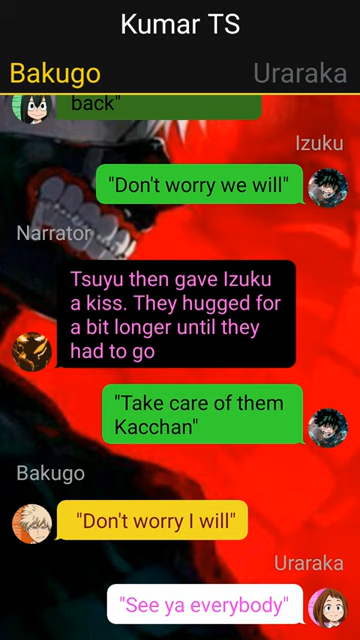 Kumar TS
Bakugo
Uraraka
back"
Izuku
"Don't worry we will"
Narrator
Tsuyu then gave Izuku
a kiss. They hugged for
a bit longer until they
had to go
"Take care of them
Kacchan"
Bakugo
"Don't worry I will"
Uraraka
"See ya everybody"